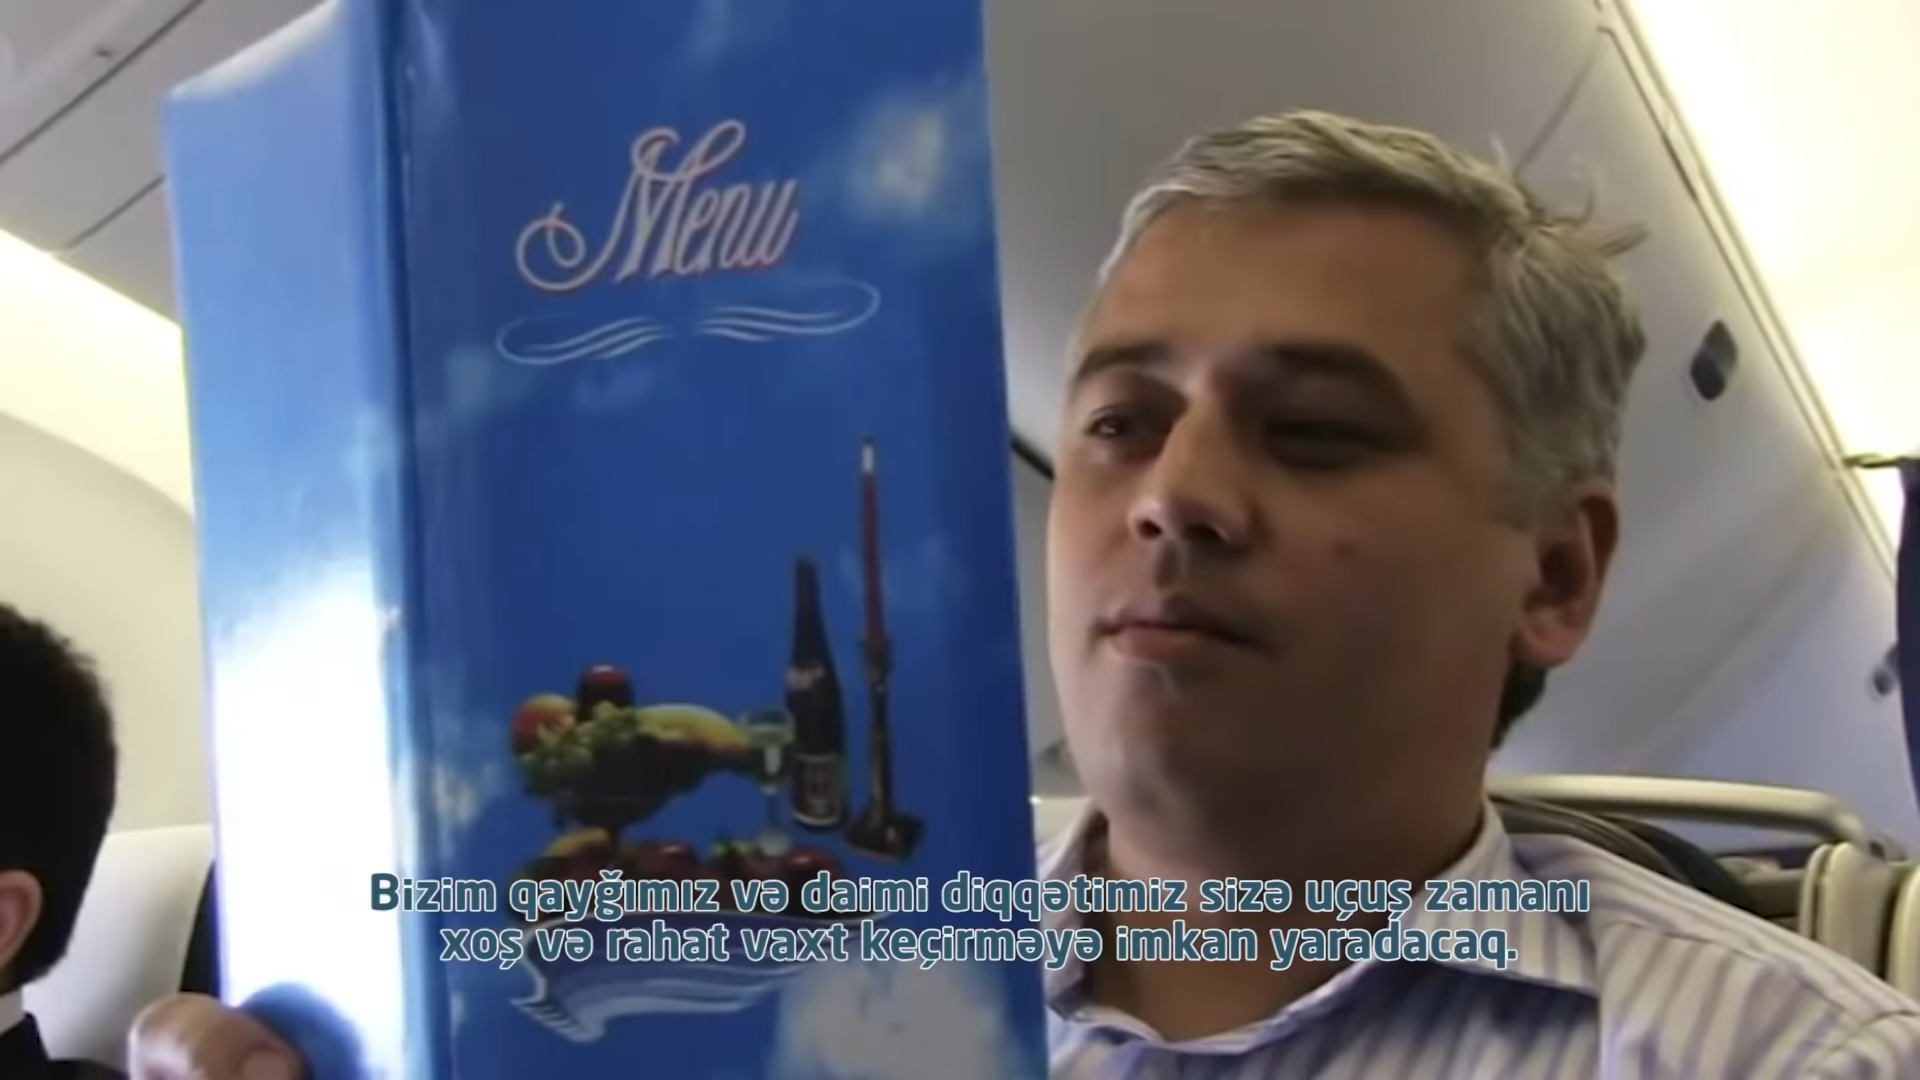 Menu
Bizim qayğımız və daimi diqqətimiz sizə uçuş zamanı
xoş və rahat vaxt keçirməyə imkan yaradacaq.